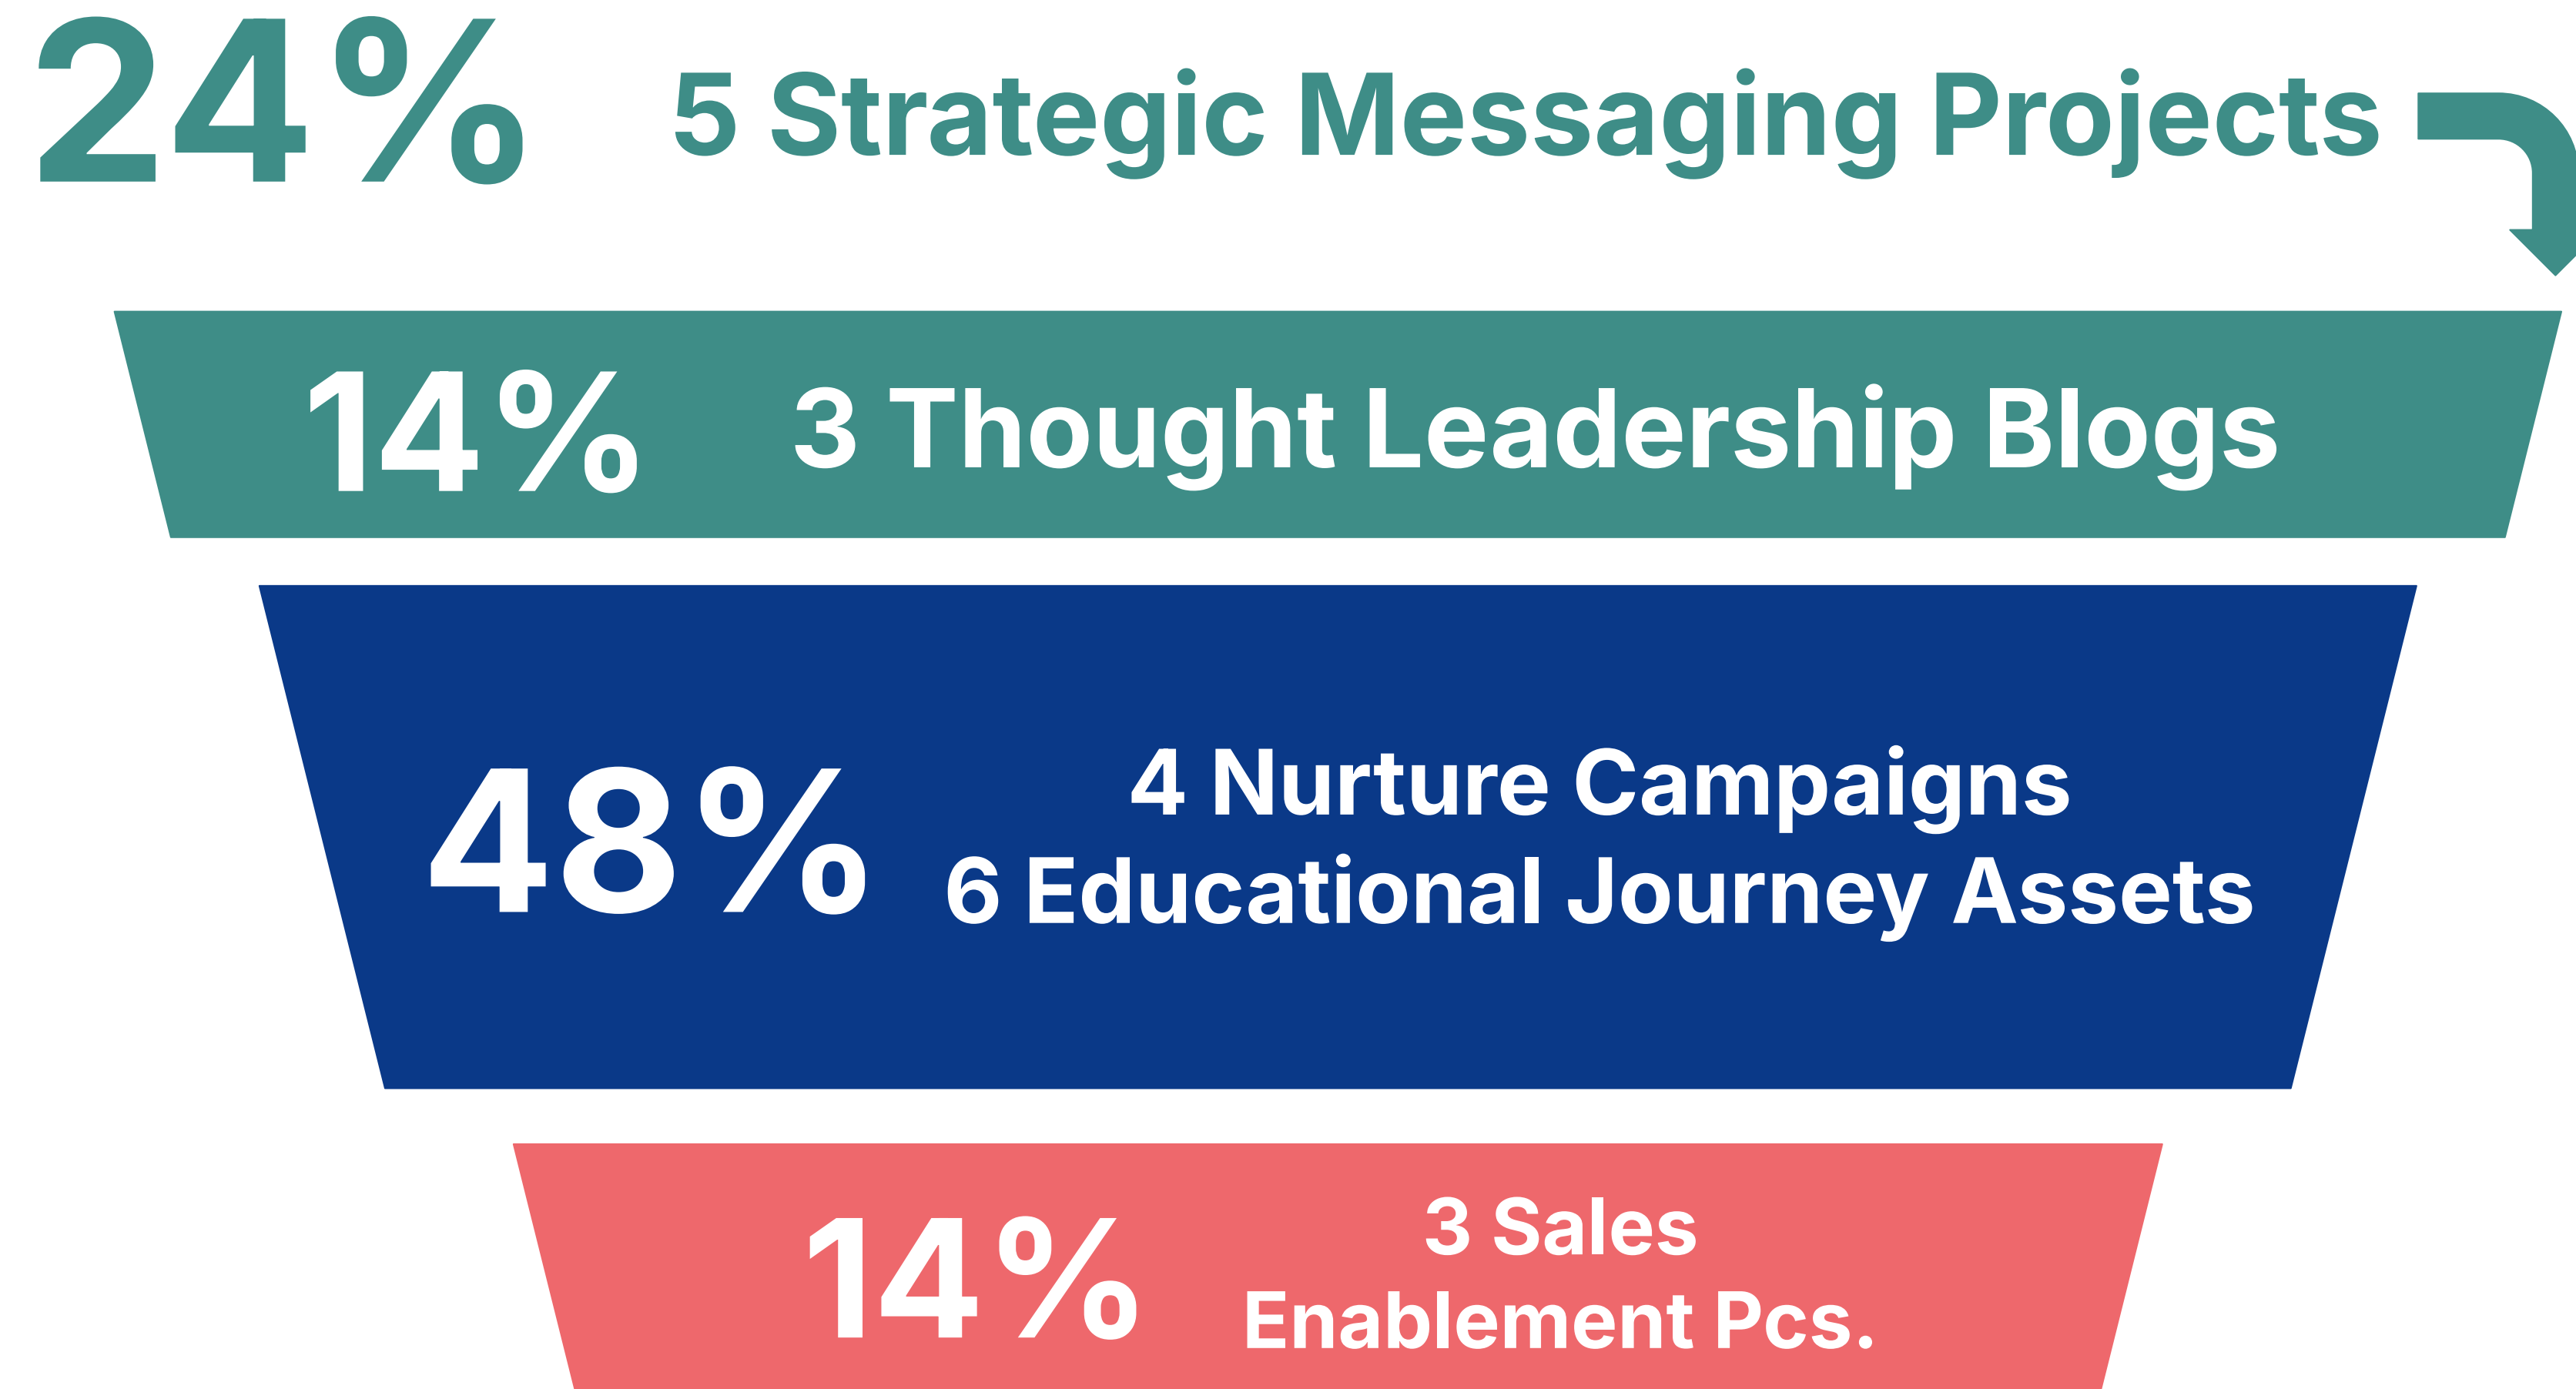 24% 5 Strategic Messaging Projects
14% 3 Thought Leadership Blogs
48%
4 Nurture Campaigns
6 Educational Journey Assets
14%
3 Sales
Enablement Pcs.